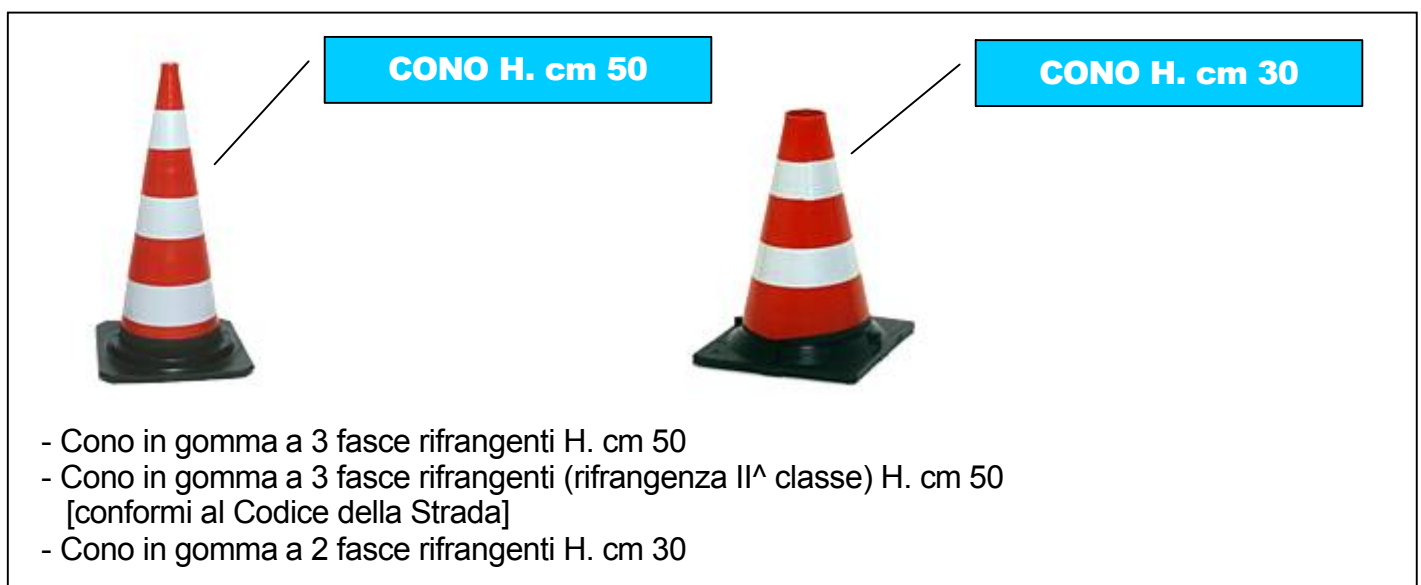 CONO H. cm 50
CONO H. cm 30
- Cono in gomma a 3 fasce rifrangenti H. cm 50
- Cono in gomma a 3 fasce rifrangenti (rifrangenza II^ classe) H. cm 50
[conformi al Codice della Strada]
- Cono in gomma a 2 fasce rifrangenti H. cm 30